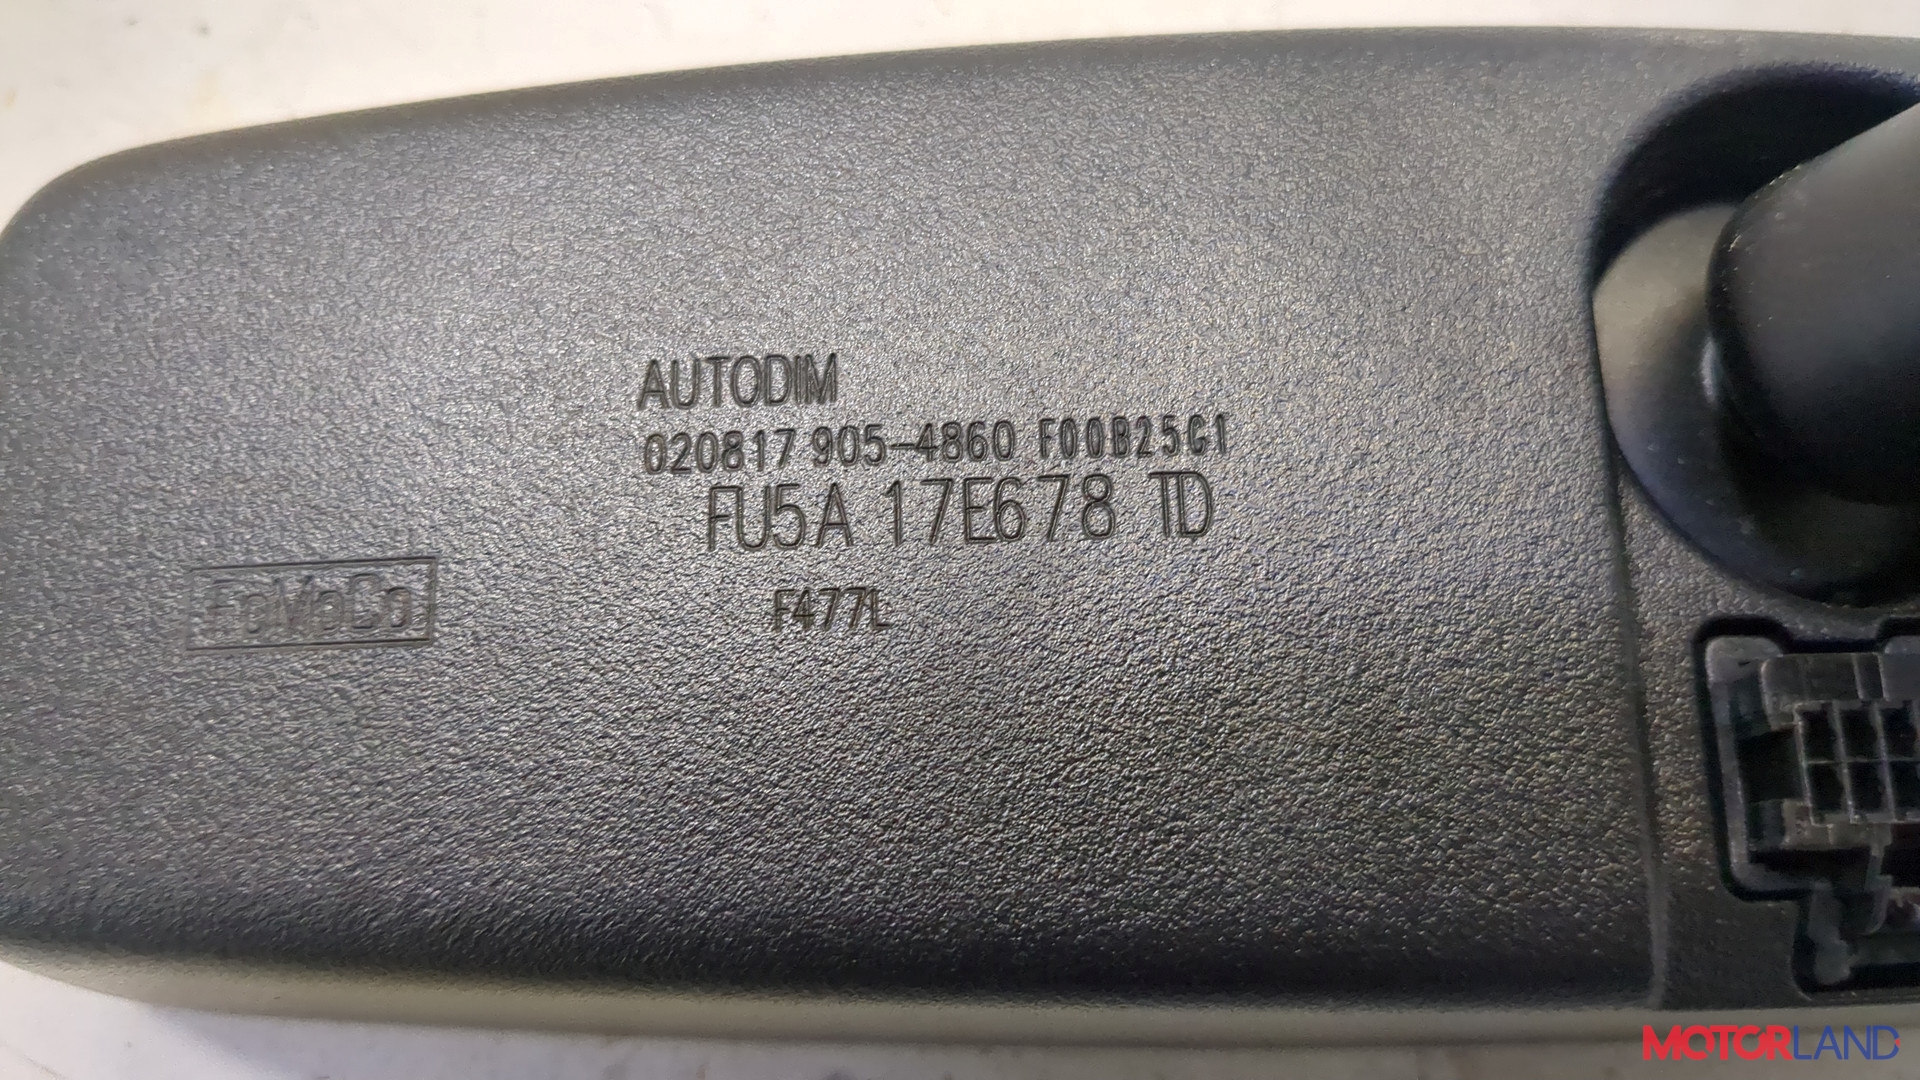 AUTODIM
020817 905-4860 F00B25G1
FU5A 17E678 TD
FoMoCo
F477L
MOTORLAND